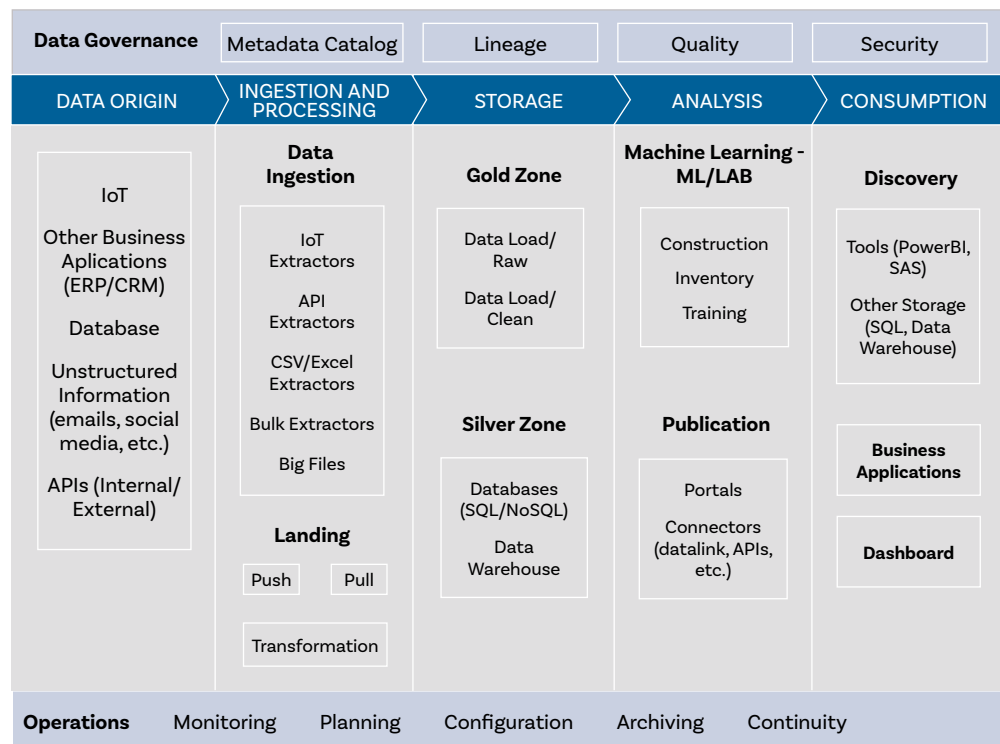 Data Governance
Metadata Catalog
Lineage
Quality
Security
DATA ORIGIN
INGESTION AND
PROCESSING
STORAGE
ANALYSIS
CONSUMPTION
IoT
Other Business
Aplications
(ERP/CRM)
Database
Unstructured
Information
(emails, social
media, etc.)
APIs (Internal/
External)
Data
Ingestion
IoT
Extractors
API
Extractors
CSV/Excel
Extractors
Bulk Extractors
Big Files
Landing
Push
Pull
Transformation
Gold Zone
Data Load/
Raw
Data Load/
Clean
Silver Zone
Databases
(SQL/NoSQL)
Data
Warehouse
Machine Learning -
ML/LAB
Construction
Inventory
Training
Publication
Portals
Connectors
(datalink, APIs,
etc.)
Discovery
Tools (PowerBI,
SAS)
Other Storage
(SQL, Data
Warehouse)
Business
Applications
Dashboard
Operations
Monitoring
Planning
Configuration
Archiving
Continuity